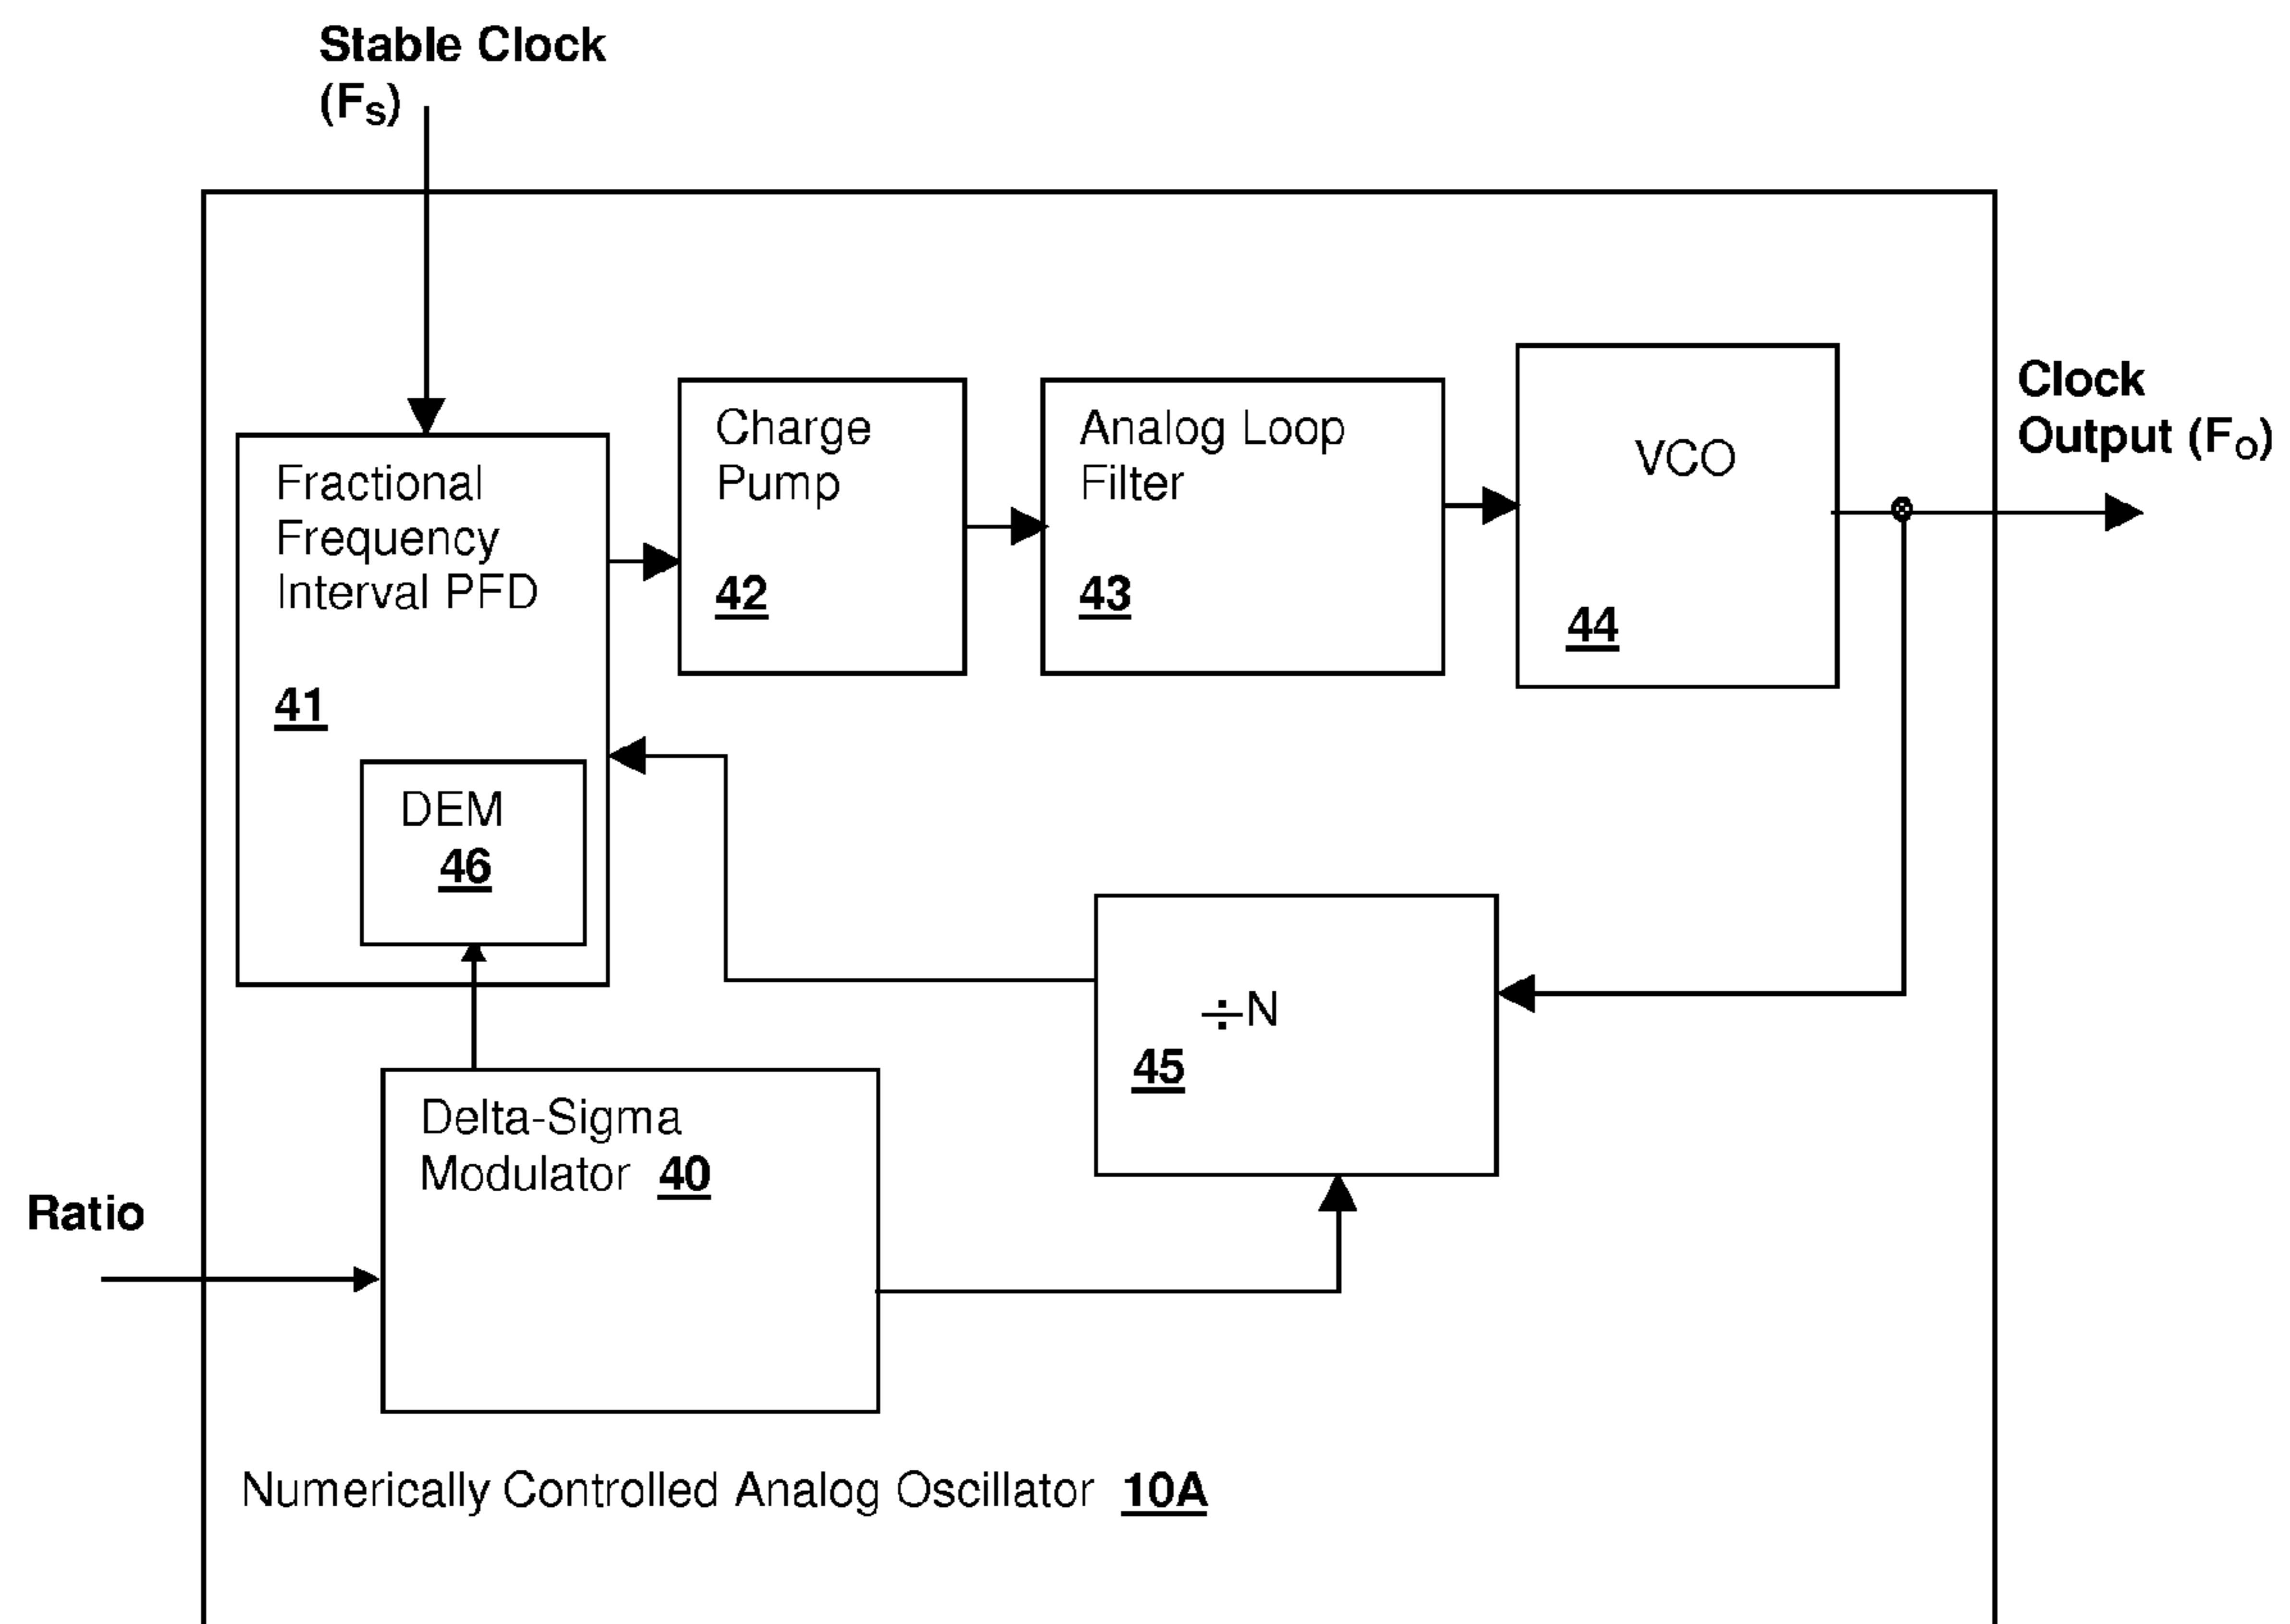 Stable Clock
(FS)
Clock
Output (FO)
Fractional
Frequency
Interval PFD
41
Charge
Pump
42
Analog Loop
Filter
43
VCO
44
DEM
46
÷N
45
Delta-Sigma
Modulator 40
Ratio
Numerically Controlled Analog Oscillator 10A